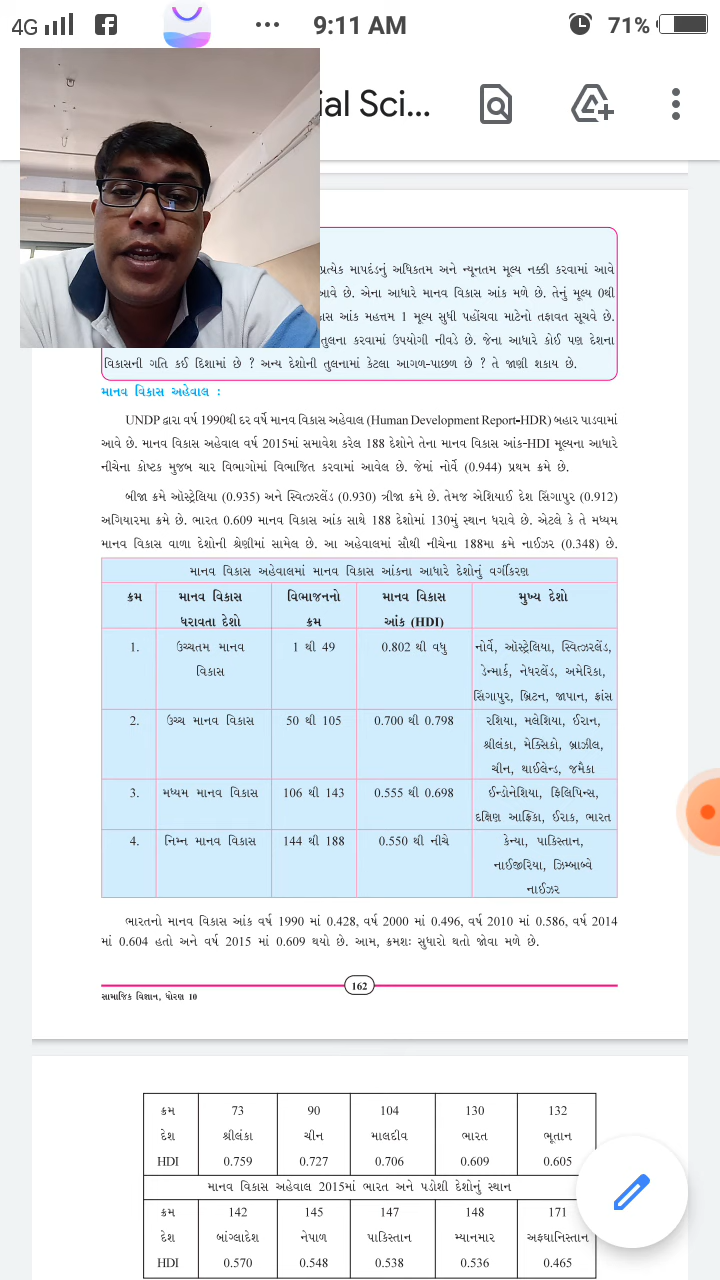 4G 9:11 AM 71%
ial Sci...
પ્રત્યેક માપદંડનું અધિકતમ અને ન્યૂનતમ મૂલ્ય નક્કી કરવામાં આવે
આવે છે. એના આધારે માનવ વિકાસ આંક મળે છે. તેનું મૂલ્ય 0થી
ાસ આંક મહત્તમ 1 મૂલ્ય સુધી પહોંચવા માટેનો તફાવત સૂચવે છે.
તુલના કરવામાં ઉપયોગી નીવડે છે. જેના આધારે કોઈ પણ દેશના
વિકાસની ગતિ કઈ દિશામાં છે ? અન્ય દેશોની તુલનામાં કેટલા આગળ-પાછળ છે ? તે જાણી શકાય છે.
માનવ વિકાસ અહેવાલ :
UNDP દ્વારા વર્ષ 1990થી દર વર્ષે માનવ વિકાસ અહેવાલ (Human Development Report-HDR) બહાર પાડવામાં
આવે છે. માનવ વિકાસ અહેવાલ વર્ષ 2015માં સમાવેશ કરેલ 188 દેશોને તેના માનવ વિકાસ આંક-HDI મૂલ્યના આધારે
નીચેના કોષ્ટક મુજબ ચાર વિભાગોમાં વિભાજિત કરવામાં આવેલ છે. જેમાં નોર્વે (0.944) પ્રથમ ક્રમે છે.
બીજા ક્રમે ઑસ્ટ્રેલિયા (0.935) અને સ્વિત્ઝરલેંડ (0.930) ત્રીજા ક્રમે છે. તેમજ એશિયાઈ દેશ સિંગાપુર (0.912)
અગિયારમા ક્રમે છે. ભારત 0.609 માનવ વિકાસ આંક સાથે 188 દેશોમાં 130મું સ્થાન ધરાવે છે. એટલે કે તે મધ્યમ
માનવ વિકાસ વાળા દેશોની શ્રેણીમાં સામેલ છે. આ અહેવાલમાં સૌથી નીચેના 188મા ક્રમે નાઈઝર (0.348) છે.
માનવ વિકાસ અહેવાલમાં માનવ વિકાસ આંકના આધારે દેશોનું વર્ગીકરણ
ક્રમ માનવ વિકાસ વિભાજનનો માનવ વિકાસ મુખ્ય દેશો
ધરાવતા દેશો ક્રમ આંક (HDI)
1. ઉચ્ચતમ માનવ 1 થી 49 0.802 થી વધુ નોર્વે, ઑસ્ટ્રેલિયા, સ્વિત્ઝરલેંડ,
વિકાસ ડેન્માર્ક, નેધરલેંડ, અમેરિકા,
સિંગાપુર, બ્રિટન, જાપાન, ફ્રાંસ
2. ઉચ્ચ માનવ વિકાસ 50 થી 105 0.700 થી 0.798 રશિયા, મલેશિયા, ઈરાન,
શ્રીલંકા, મેક્સિકો, બ્રાઝીલ,
ચીન, થાઈલેન્ડ, જમૈકા
3. મધ્યમ માનવ વિકાસ 106 થી 143 0.555 થી 0.698 ઈન્ડોનેશિયા, ફિલિપિન્સ,
દક્ષિણ આફ્રિકા, ઈરાક, ભારત
4. નિમ્ન માનવ વિકાસ 144 થી 188 0.550 થી નીચે કેન્યા, પાકિસ્તાન,
નાઈજીરિયા, ઝિમ્બાબ્વે
નાઈઝર
ભારતનો માનવ વિકાસ આંક વર્ષ 1990 માં 0.428, વર્ષ 2000 માં 0.496, વર્ષ 2010 માં 0.586, વર્ષ 2014
માં 0.604 હતો અને વર્ષ 2015 માં 0.609 થયો છે. આમ, ક્રમશઃ સુધારો થતો જોવા મળે છે.
162
સામાજિક વિજ્ઞાન, ધોરણ 10
ક્રમ 73 90 104 130 132
દેશ શ્રીલંકા ચીન માલદીવ ભારત ભૂતાન
HDI 0.759 0.727 0.706 0.609 0.605
માનવ વિકાસ અહેવાલ 2015માં ભારત અને પડોશી દેશોનું સ્થાન
ક્રમ 142 145 147 148 171
દેશ બાંગ્લાદેશ નેપાળ પાકિસ્તાન મ્યાનમાર અફઘાનિસ્તાન
HDI 0.570 0.548 0.538 0.536 0.465